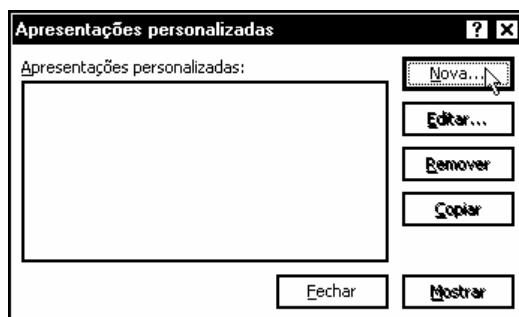 Apresentações personalizadas ? X
Apresentações personalizadas:
Nova...
Editar...
Remover
Copiar
Fechar Mostrar